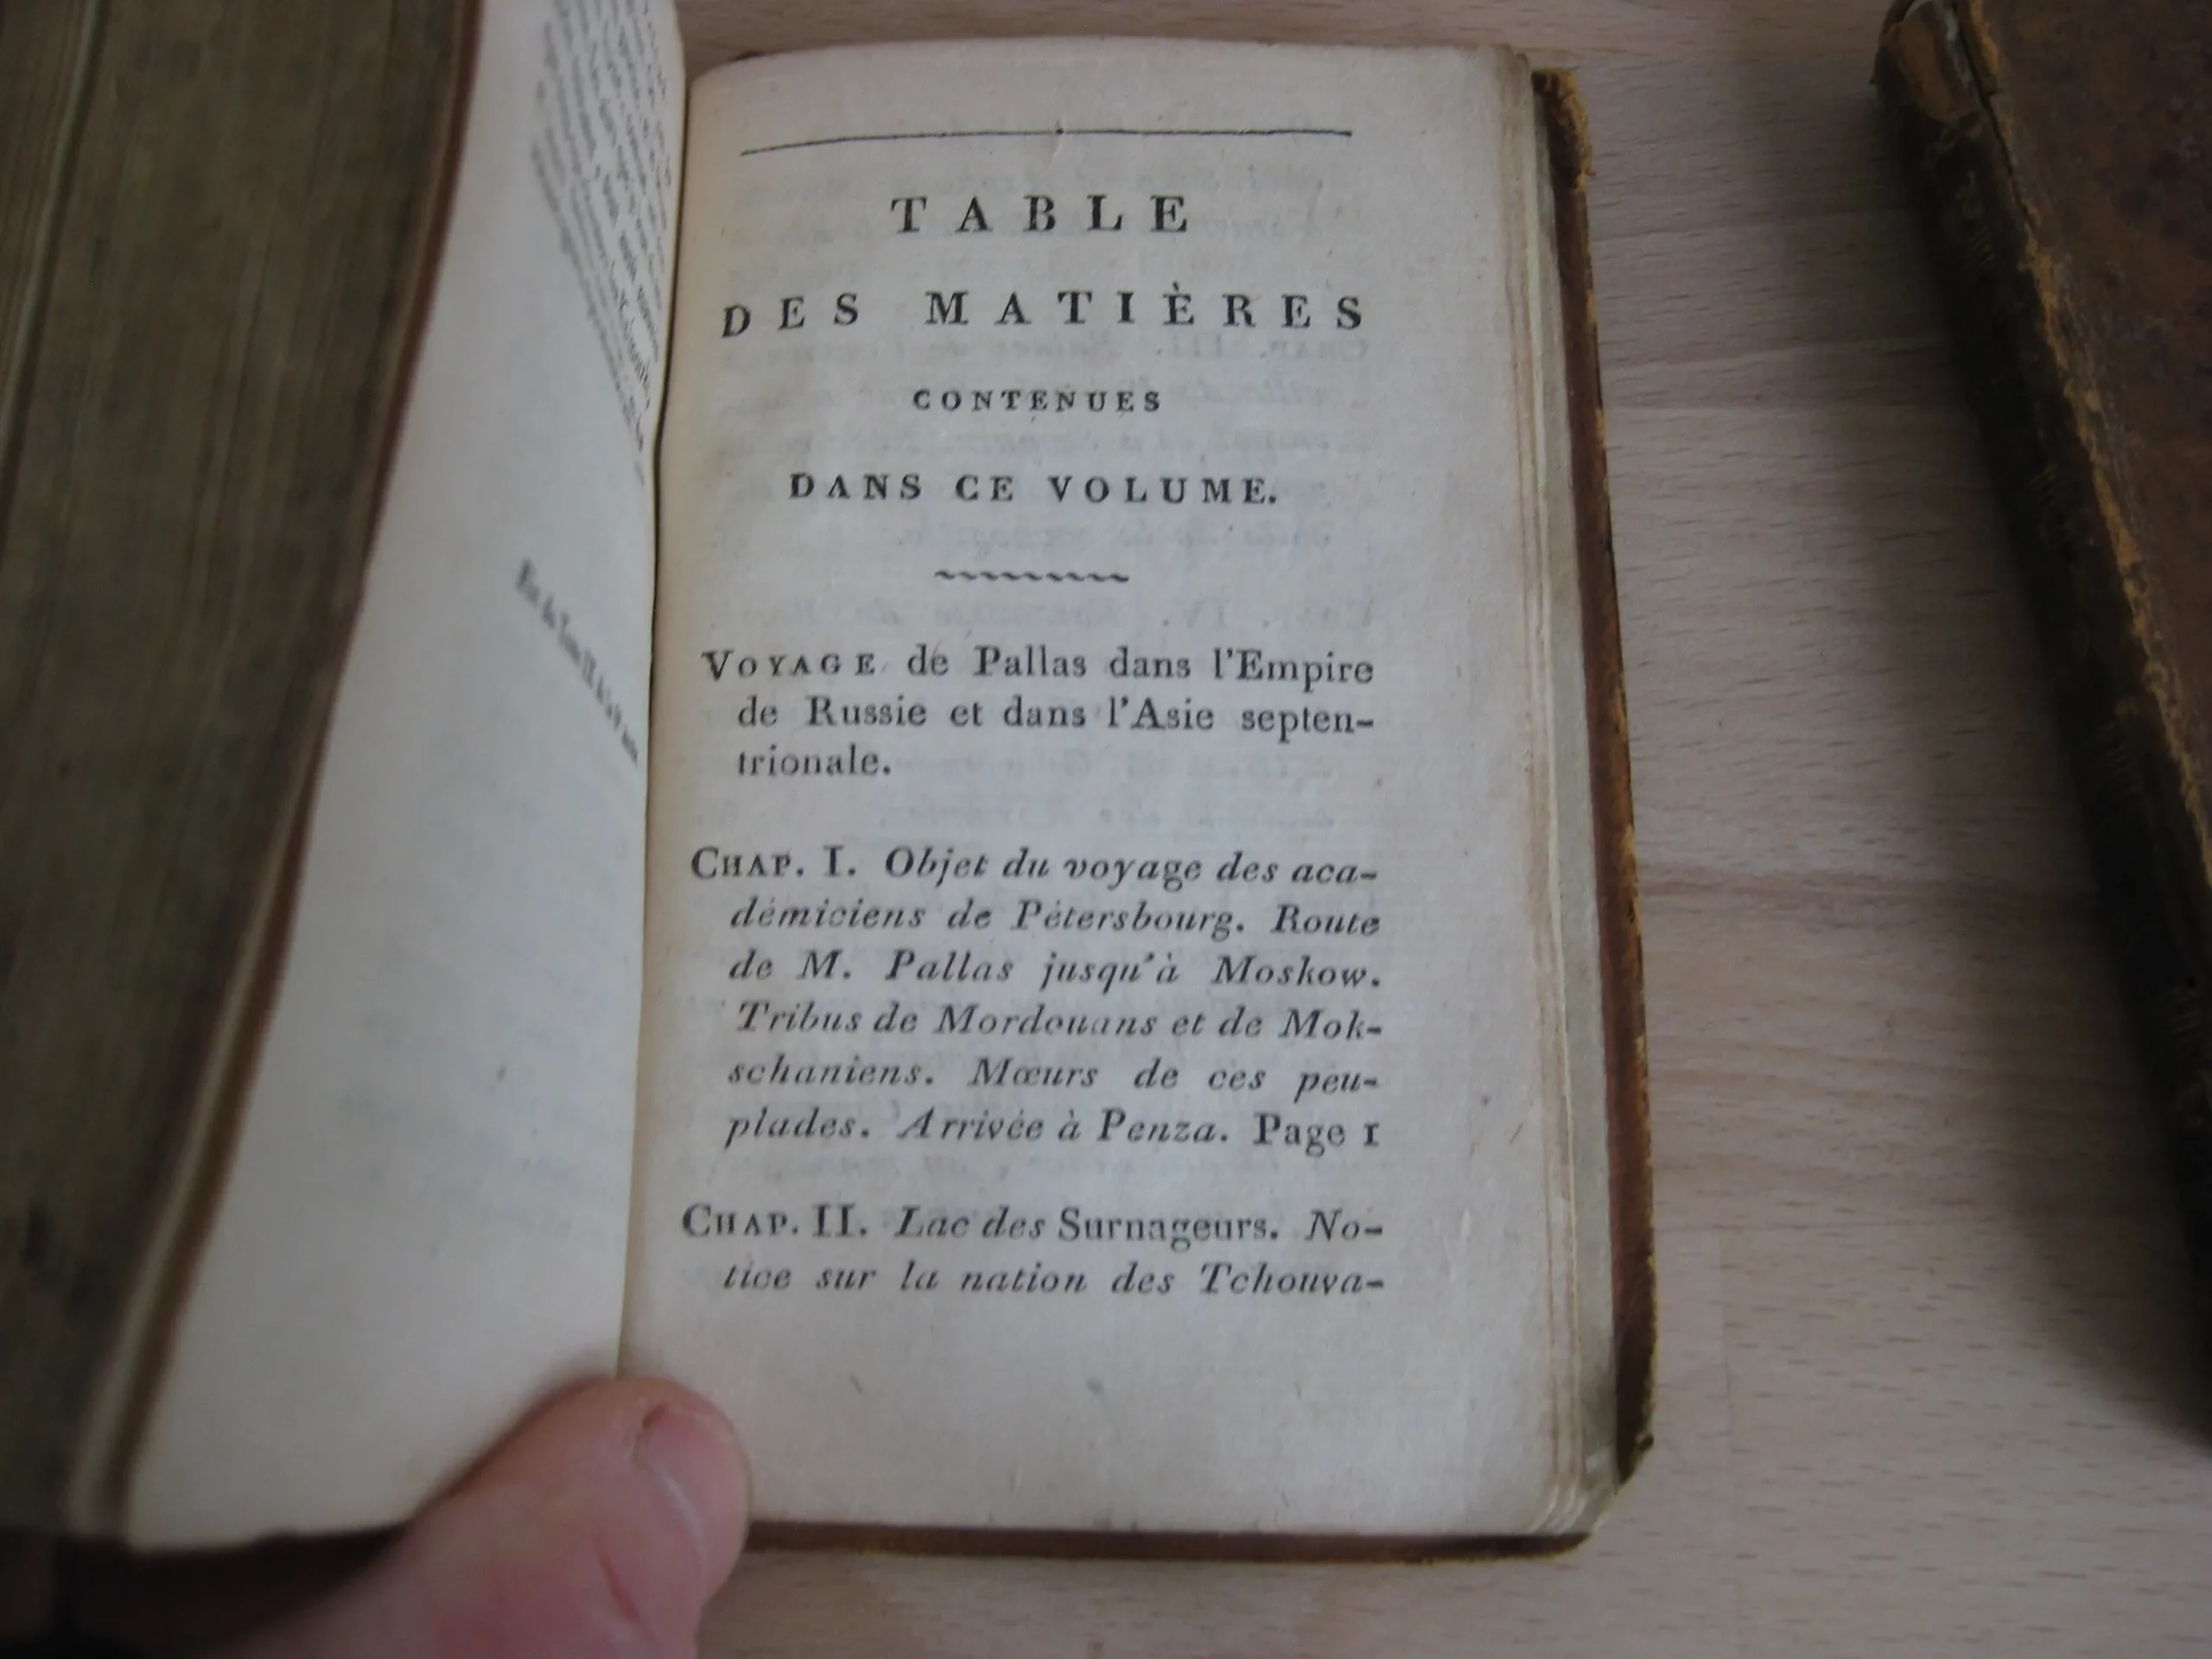 TABLE
DES MATIÈRES
CONTENUES
DANS CE VOLUME.
VOYAGE de Pallas dans l'Empire
de Russie et dans l'Asie septen-
trionale.
CHAP. I. Objet du voyage des aca-
démiciens de Pétersbourg. Route
de M. Pallas jusqu'à Moskow.
Tribus de Mordouans et de Mok-
schaniens. Mœurs de ces peu-
plades. Arrivée à Penza. Page 1
CHAP. II. Lac des Surnageurs. No-
tice sur la nation des Tchouva-